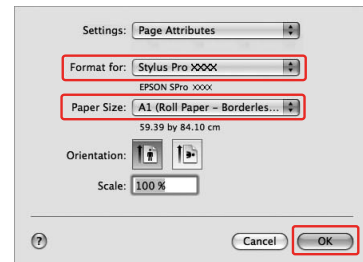 Settings: Page Attributes
Format for: Stylus Pro XXXX
EPSON SPro XXXX
Paper Size: A1 (Roll Paper – Borderles...
59.39 by 84.10 cm
Orientation:
Scale: 100 %
? Cancel OK